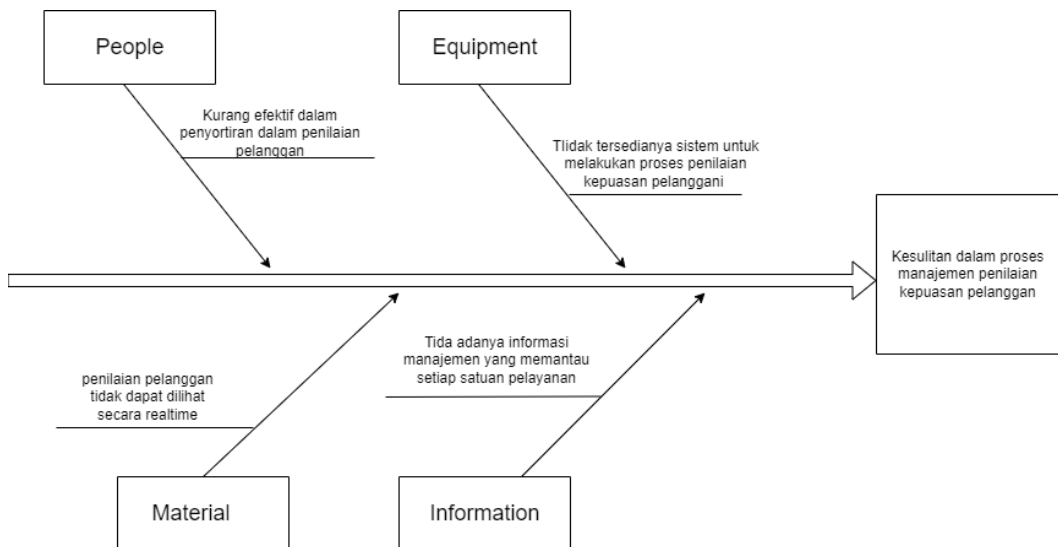 People
Equipment
Kurang efektif dalam
penyortiran dalam penilaian
pelanggan
Tlidak tersedianya sistem untuk
melakukan proses penilaian
kepuasan pelanggani
Kesulitan dalam proses
manajemen penilaian
kepuasan pelanggan
Tida adanya informasi
manajemen yang memantau
setiap satuan pelayanan
penilaian pelanggan
tidak dapat dilihat
secara realtime
Material
Information